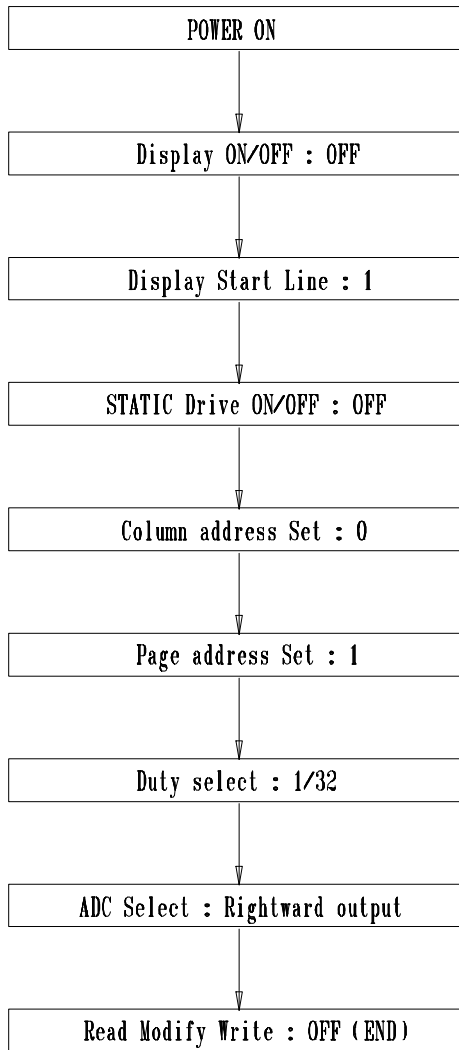 POWER ON
Display ON/OFF : OFF
Display Start Line : 1
STATIC Drive ON/OFF : OFF
Column address Set : 0
Page address Set : 1
Duty select : 1/32
ADC Select : Rightward output
Read Modify Write : OFF (END)